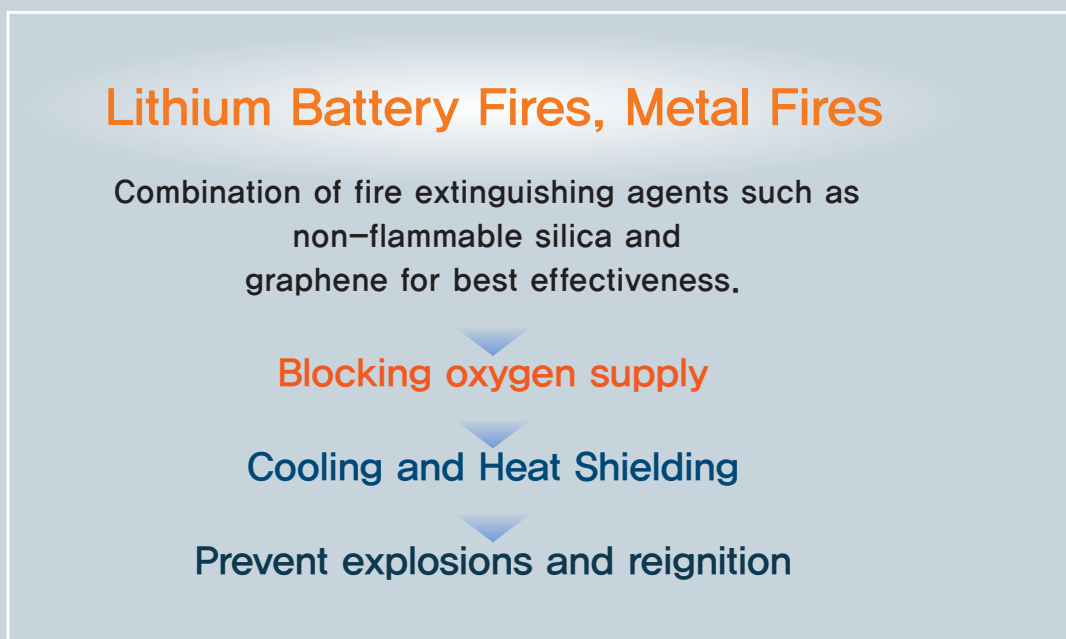 Lithium Battery Fires, Metal Fires
Combination of fire extinguishing agents such as
non-flammable silica and
graphene for best effectiveness.
Blocking oxygen supply
Cooling and Heat Shielding
Prevent explosions and reignition